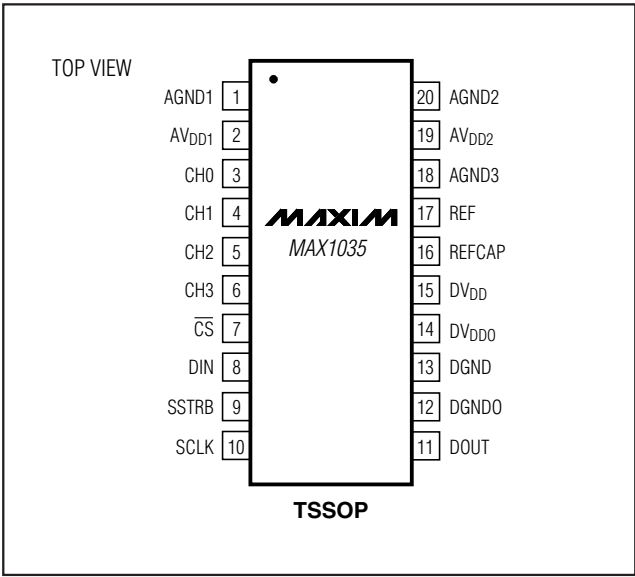 TOP VIEW
AGND1 1
AVDD1 2
CH0 3
CH1 4
CH2 5
CH3 6
C̅S̅ 7
DIN 8
SSTRB 9
SCLK 10
MAXIM
MAX1035
20 AGND2
19 AVDD2
18 AGND3
17 REF
16 REFCAP
15 DVDD
14 DVDDO
13 DGND
12 DGNDO
11 DOUT
TSSOP